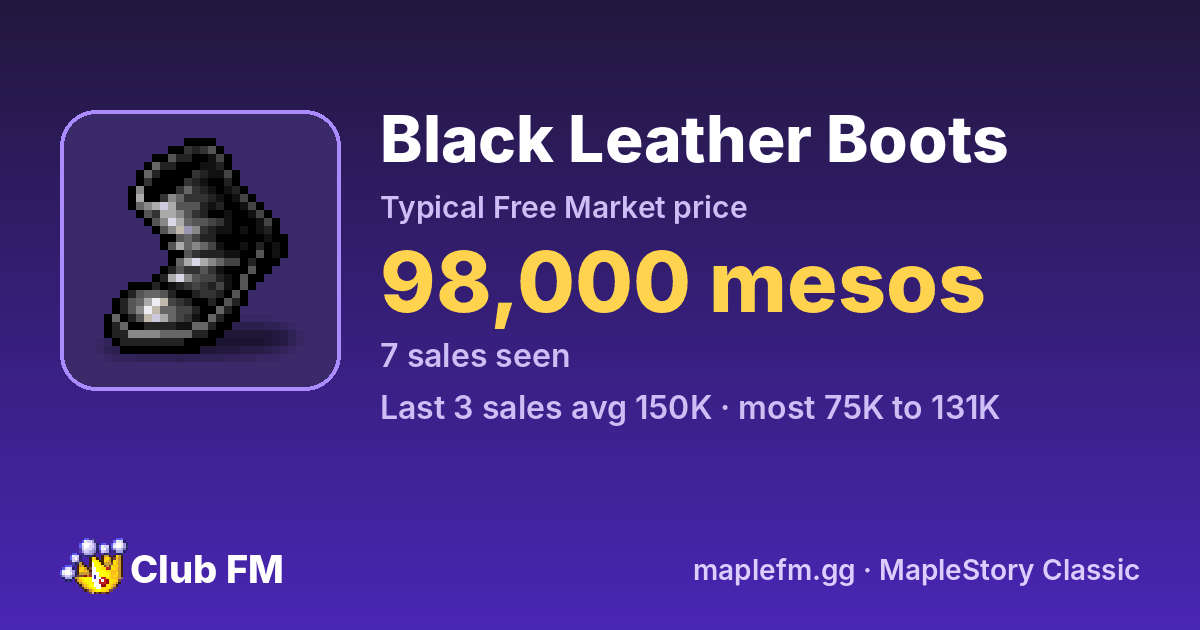 Black Leather Boots
Typical Free Market price
98,000 mesos
7 sales seen
Last 3 sales avg 150K · most 75K to 131K
Club FM
maplefm.gg · MapleStory Classic